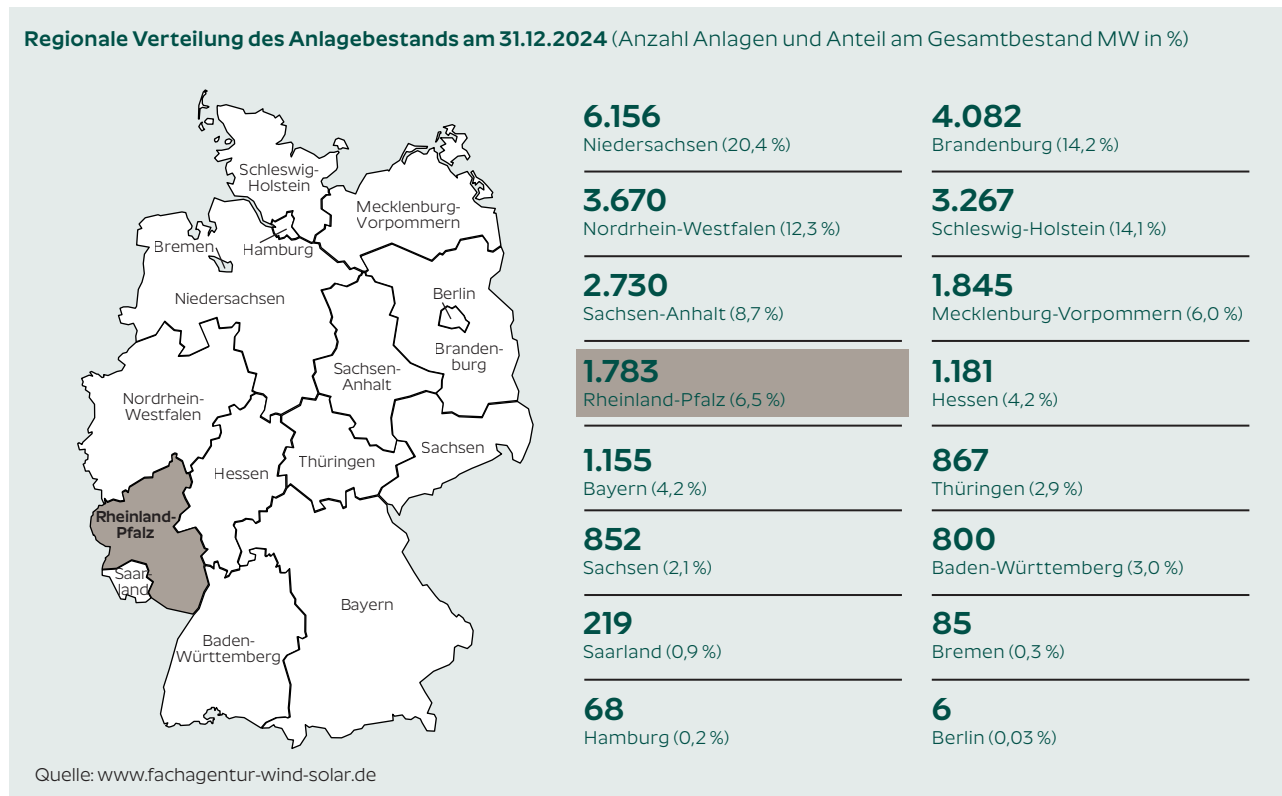 Regionale Verteilung des Anlagebestands am 31.12.2024 (Anzahl Anlagen und Anteil am Gesamtbestand MW in %)
Schleswig-
Holstein
Mecklenburg-
Vorpommern
Bremen
Hamburg
Niedersachsen
Berlin
Branden-
burg
Sachsen-
Anhalt
Nordrhein-
Westfalen
Sachsen
Thüringen
Hessen
Rheinland-
Pfalz
Saar-
land
Bayern
Baden-
Württemberg
6.156
Niedersachsen (20,4 %)
4.082
Brandenburg (14,2 %)
3.670
Nordrhein-Westfalen (12,3 %)
3.267
Schleswig-Holstein (14,1 %)
2.730
Sachsen-Anhalt (8,7 %)
1.845
Mecklenburg-Vorpommern (6,0 %)
1.783
Rheinland-Pfalz (6,5 %)
1.181
Hessen (4,2 %)
1.155
Bayern (4,2 %)
867
Thüringen (2,9 %)
852
Sachsen (2,1 %)
800
Baden-Württemberg (3,0 %)
219
Saarland (0,9 %)
85
Bremen (0,3 %)
68
Hamburg (0,2 %)
6
Berlin (0,03 %)
Quelle: www.fachagentur-wind-solar.de